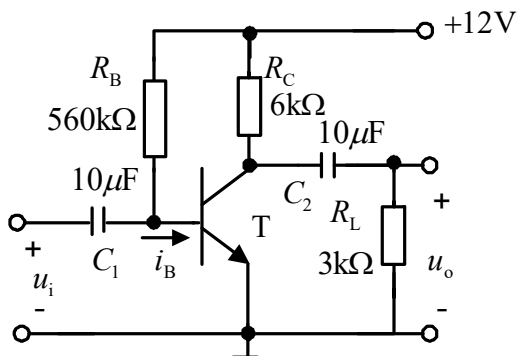 +12V
R_B
R_C
560kΩ
6kΩ
10μF
10μF
C_2
T
R_L
+
+
i_B
C_1
u_i
3kΩ
u_o
-
-